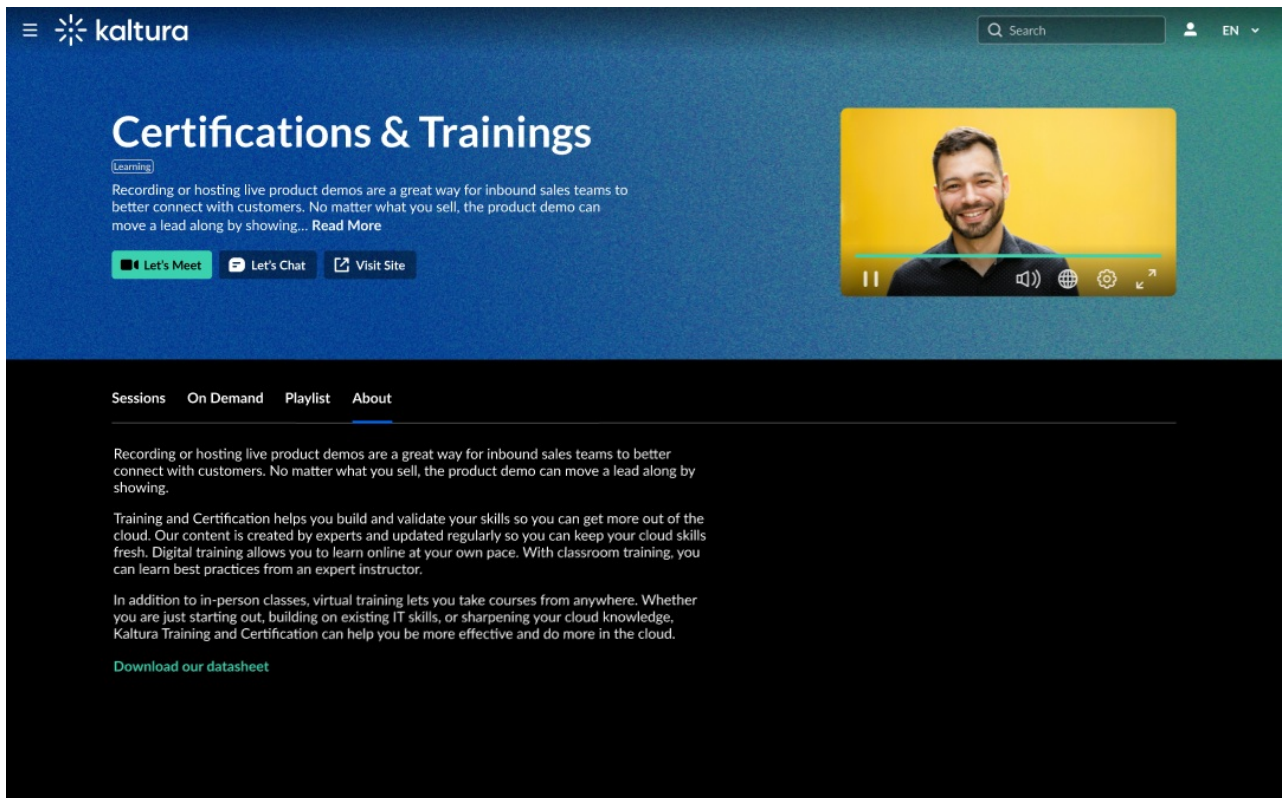 kaltura
Search
EN
Certifications & Trainings
Learning
Recording or hosting live product demos are a great way for inbound sales teams to
better connect with customers. No matter what you sell, the product demo can
move a lead along by showing... Read More
Let's Meet
Let's Chat
Visit Site
Sessions
On Demand
Playlist
About
Recording or hosting live product demos are a great way for inbound sales teams to better
connect with customers. No matter what you sell, the product demo can move a lead along by
showing.
Training and Certification helps you build and validate your skills so you can get more out of the
cloud. Our content is created by experts and updated regularly so you can keep your cloud skills
fresh. Digital training allows you to learn online at your own pace. With classroom training, you
can learn best practices from an expert instructor.
In addition to in-person classes, virtual training lets you take courses from anywhere. Whether
you are just starting out, building on existing IT skills, or sharpening your cloud knowledge,
Kaltura Training and Certification can help you be more effective and do more in the cloud.
Download our datasheet